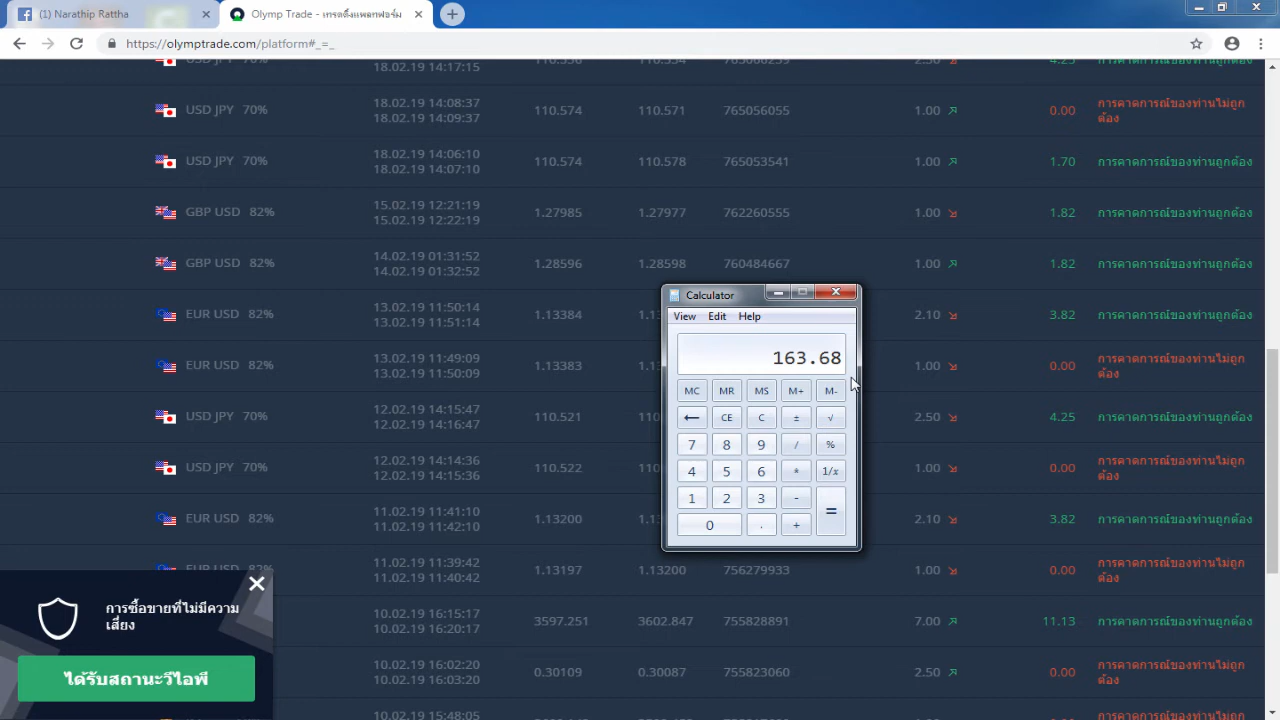 (1) Narathip Rattha
Olymp Trade - เทรดดิ้งแพลทฟอร์ม
https://olymptrade.com/platform#_=_
18.02.19 14:17:15
USD JPY 70% 18.02.19 14:08:37 110.574 110.571 765056055 1.00 0.00 การคาดการณ์ของท่านไม่ถูก
18.02.19 14:09:37 ต้อง
USD JPY 70% 18.02.19 14:06:10 110.574 110.578 765053541 1.00 1.70 การคาดการณ์ของท่านถูกต้อง
18.02.19 14:07:10
GBP USD 82% 15.02.19 12:21:19 1.27985 1.27977 762260555 1.00 1.82 การคาดการณ์ของท่านถูกต้อง
15.02.19 12:22:19
GBP USD 82% 14.02.19 01:31:52 1.28596 1.28598 760484667 1.00 1.82 การคาดการณ์ของท่านถูกต้อง
14.02.19 01:32:52
EUR USD 82% 13.02.19 11:50:14 1.13384 2.10 3.82 การคาดการณ์ของท่านถูกต้อง
13.02.19 11:51:14
EUR USD 82% 13.02.19 11:49:09 1.13383 1.00 0.00 การคาดการณ์ของท่านไม่ถูก
13.02.19 11:50:09 ต้อง
USD JPY 70% 12.02.19 14:15:47 110.521 2.50 4.25 การคาดการณ์ของท่านถูกต้อง
12.02.19 14:16:47
USD JPY 70% 12.02.19 14:14:36 110.522 1.00 0.00 การคาดการณ์ของท่านไม่ถูก
12.02.19 14:15:36 ต้อง
EUR USD 82% 11.02.19 11:41:10 1.13200 2.10 3.82 การคาดการณ์ของท่านถูกต้อง
11.02.19 11:42:10
11.02.19 11:39:42 1.13197 1.13200 756279933 1.00 0.00 การคาดการณ์ของท่านไม่ถูก
11.02.19 11:40:42 ต้อง
10.02.19 16:15:17 3597.251 3602.847 755828891 7.00 11.13 การคาดการณ์ของท่านถูกต้อง
10.02.19 16:20:17
10.02.19 16:02:20 0.30109 0.30087 755823060 2.50 0.00 การคาดการณ์ของท่านไม่ถูก
10.02.19 16:03:20 ต้อง
10.02.19 15:48:05
Calculator
View Edit Help
163.68
MC MR MS M+ M-
← CE C ± √
7 8 9 / %
4 5 6 * 1/x
1 2 3 - =
0 . +
การซื้อขายที่ไม่มีความ
เสี่ยง
ได้รับสถานะวีไอพี